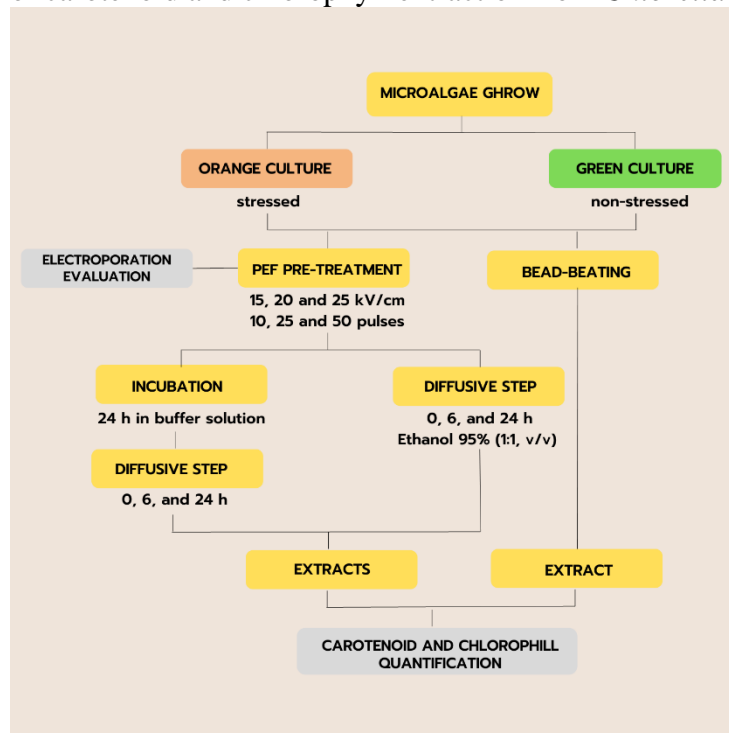 MICROALGAE GHROW
ORANGE CULTURE
GREEN CULTURE
stressed
non-stressed
ELECTROPORATION
EVALUATION
PEF PRE-TREATMENT
BEAD-BEATING
15, 20 and 25 kV/cm
10, 25 and 50 pulses
INCUBATION
DIFFUSIVE STEP
24 h in buffer solution
0, 6, and 24 h
Ethanol 95% (1:1, v/v)
DIFFUSIVE STEP
0, 6, and 24 h
EXTRACTS
EXTRACT
CAROTENOID AND CHLOROPHILL
QUANTIFICATION